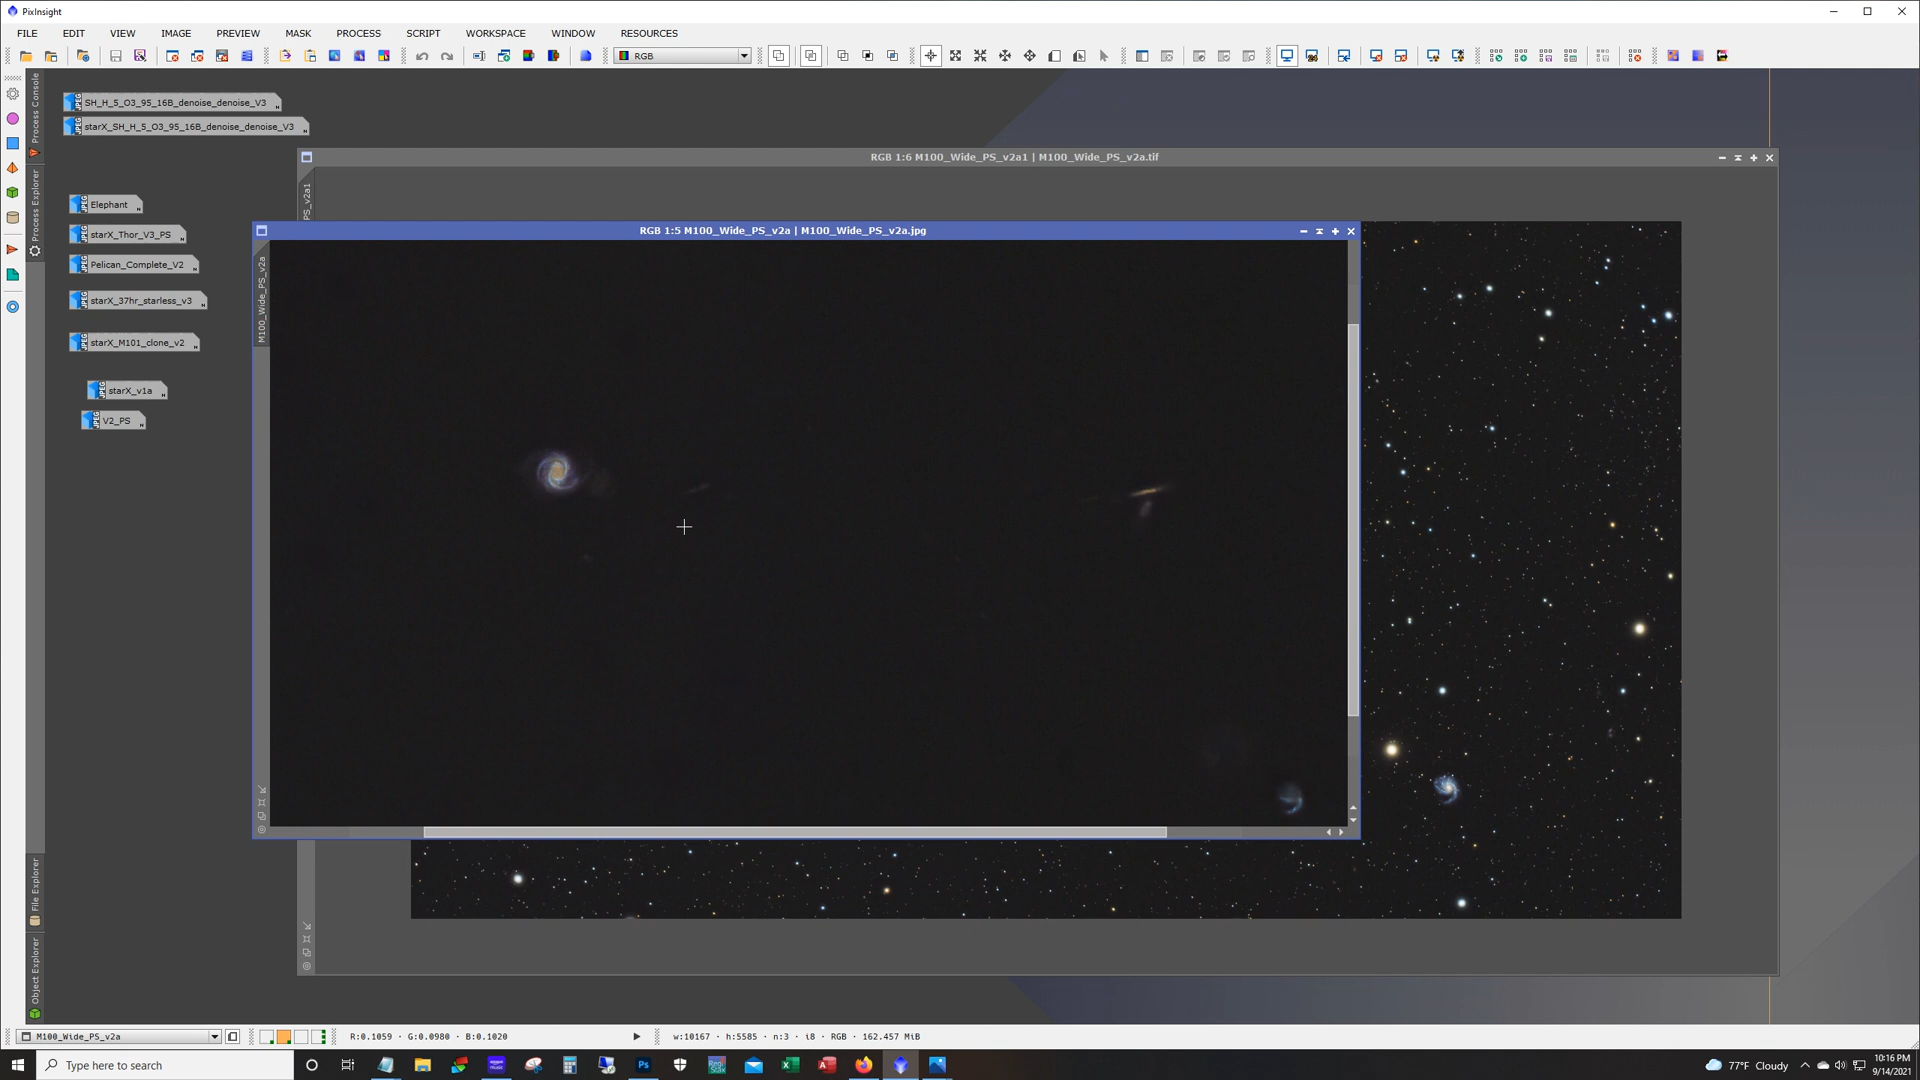 PixInsight
FILE EDIT VIEW IMAGE PREVIEW MASK PROCESS SCRIPT WORKSPACE WINDOW RESOURCES
RGB
Process Console
Process Explorer
File Explorer
Object Explorer
SH_H_5_O3_95_16B_denoise_denoise_V3
starX_SH_H_5_O3_95_16B_denoise_denoise_V3
Elephant
starX_Thor_V3_PS
Pelican_Complete_V2
starX_37hr_starless_v3
starX_M101_clone_v2
starX_v1a
V2_PS
RGB 1:6 M100_Wide_PS_v2a1 | M100_Wide_PS_v2a.tif
PS_v2a1
RGB 1:5 M100_Wide_PS_v2a | M100_Wide_PS_v2a.jpg
M100_Wide_PS_v2a
M100_Wide_PS_v2a
R:0.1059 · G:0.0980 · B:0.1020
w:10167 · h:5585 · n:3 · i8 · RGB · 162.457 MiB
Type here to search
Ps
77°F Cloudy
10:16 PM
9/14/2021